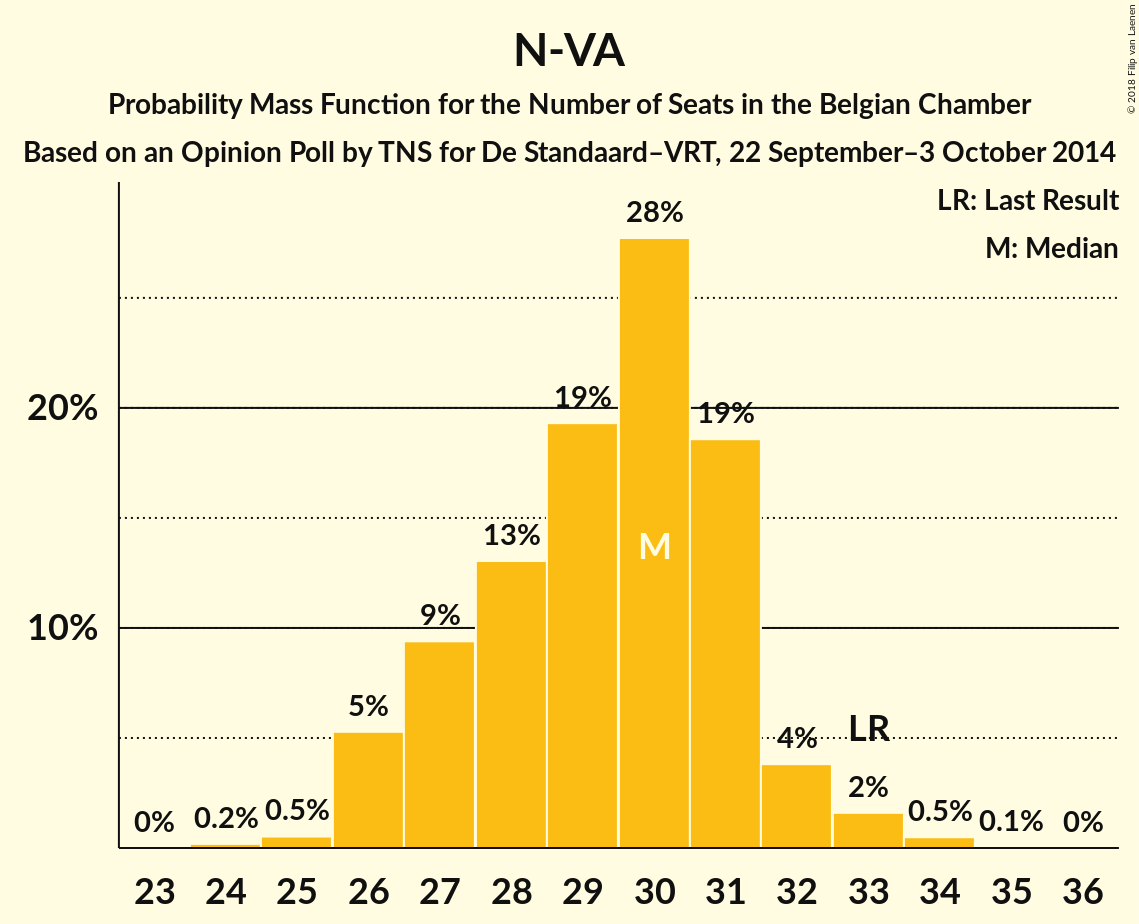 N-VA
Probability Mass Function for the Number of Seats in the Belgian Chamber
Based on an Opinion Poll by TNS for De Standaard–VRT, 22 September–3 October 2014
© 2018 Filip van Laenen
LR: Last Result
M: Median
20%
10%
0%
0.2%
0.5%
5%
9%
13%
19%
28%
19%
4%
2%
0.5%
0.1%
0%
M
LR
23 24 25 26 27 28 29 30 31 32 33 34 35 36